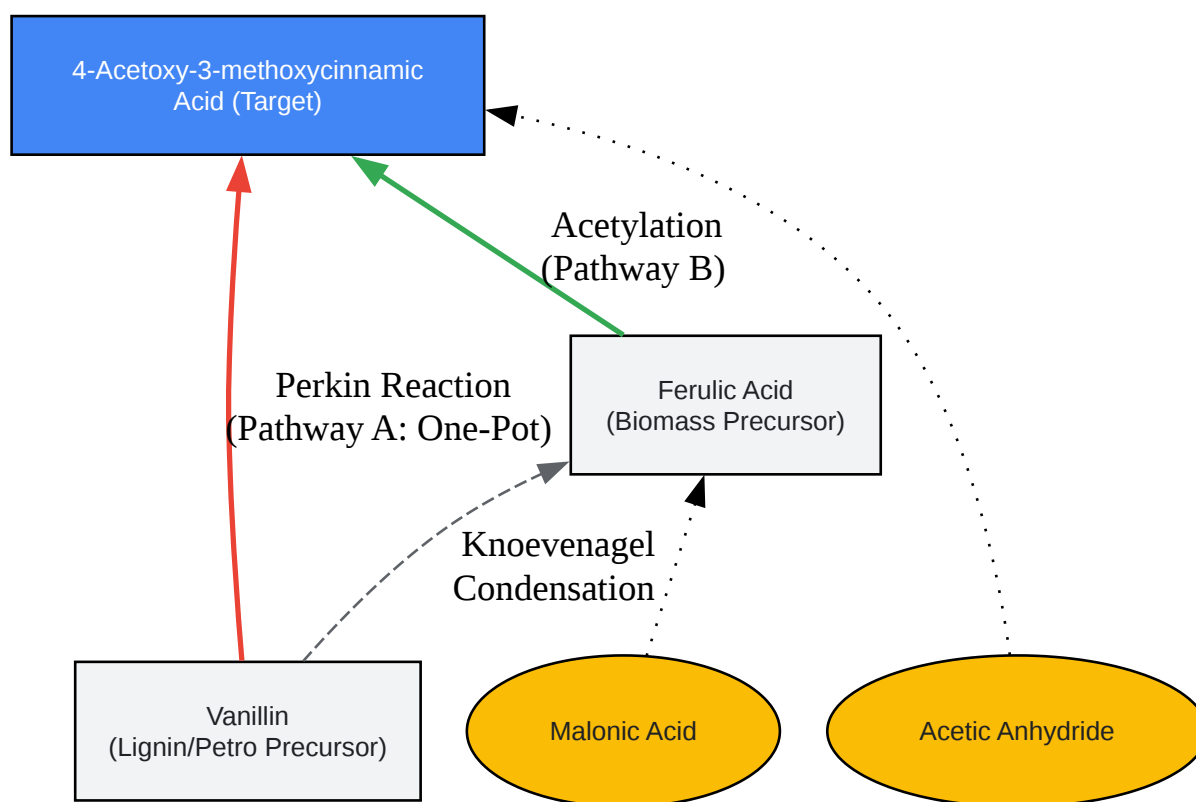 4-Acetoxy-3-methoxycinnamic
Acid (Target)
Acetylation
(Pathway B)
Perkin Reaction
(Pathway A: One-Pot)
Ferulic Acid
(Biomass Precursor)
Knoevenagel
Condensation
Vanillin
(Lignin/Petro Precursor)
Malonic Acid
Acetic Anhydride